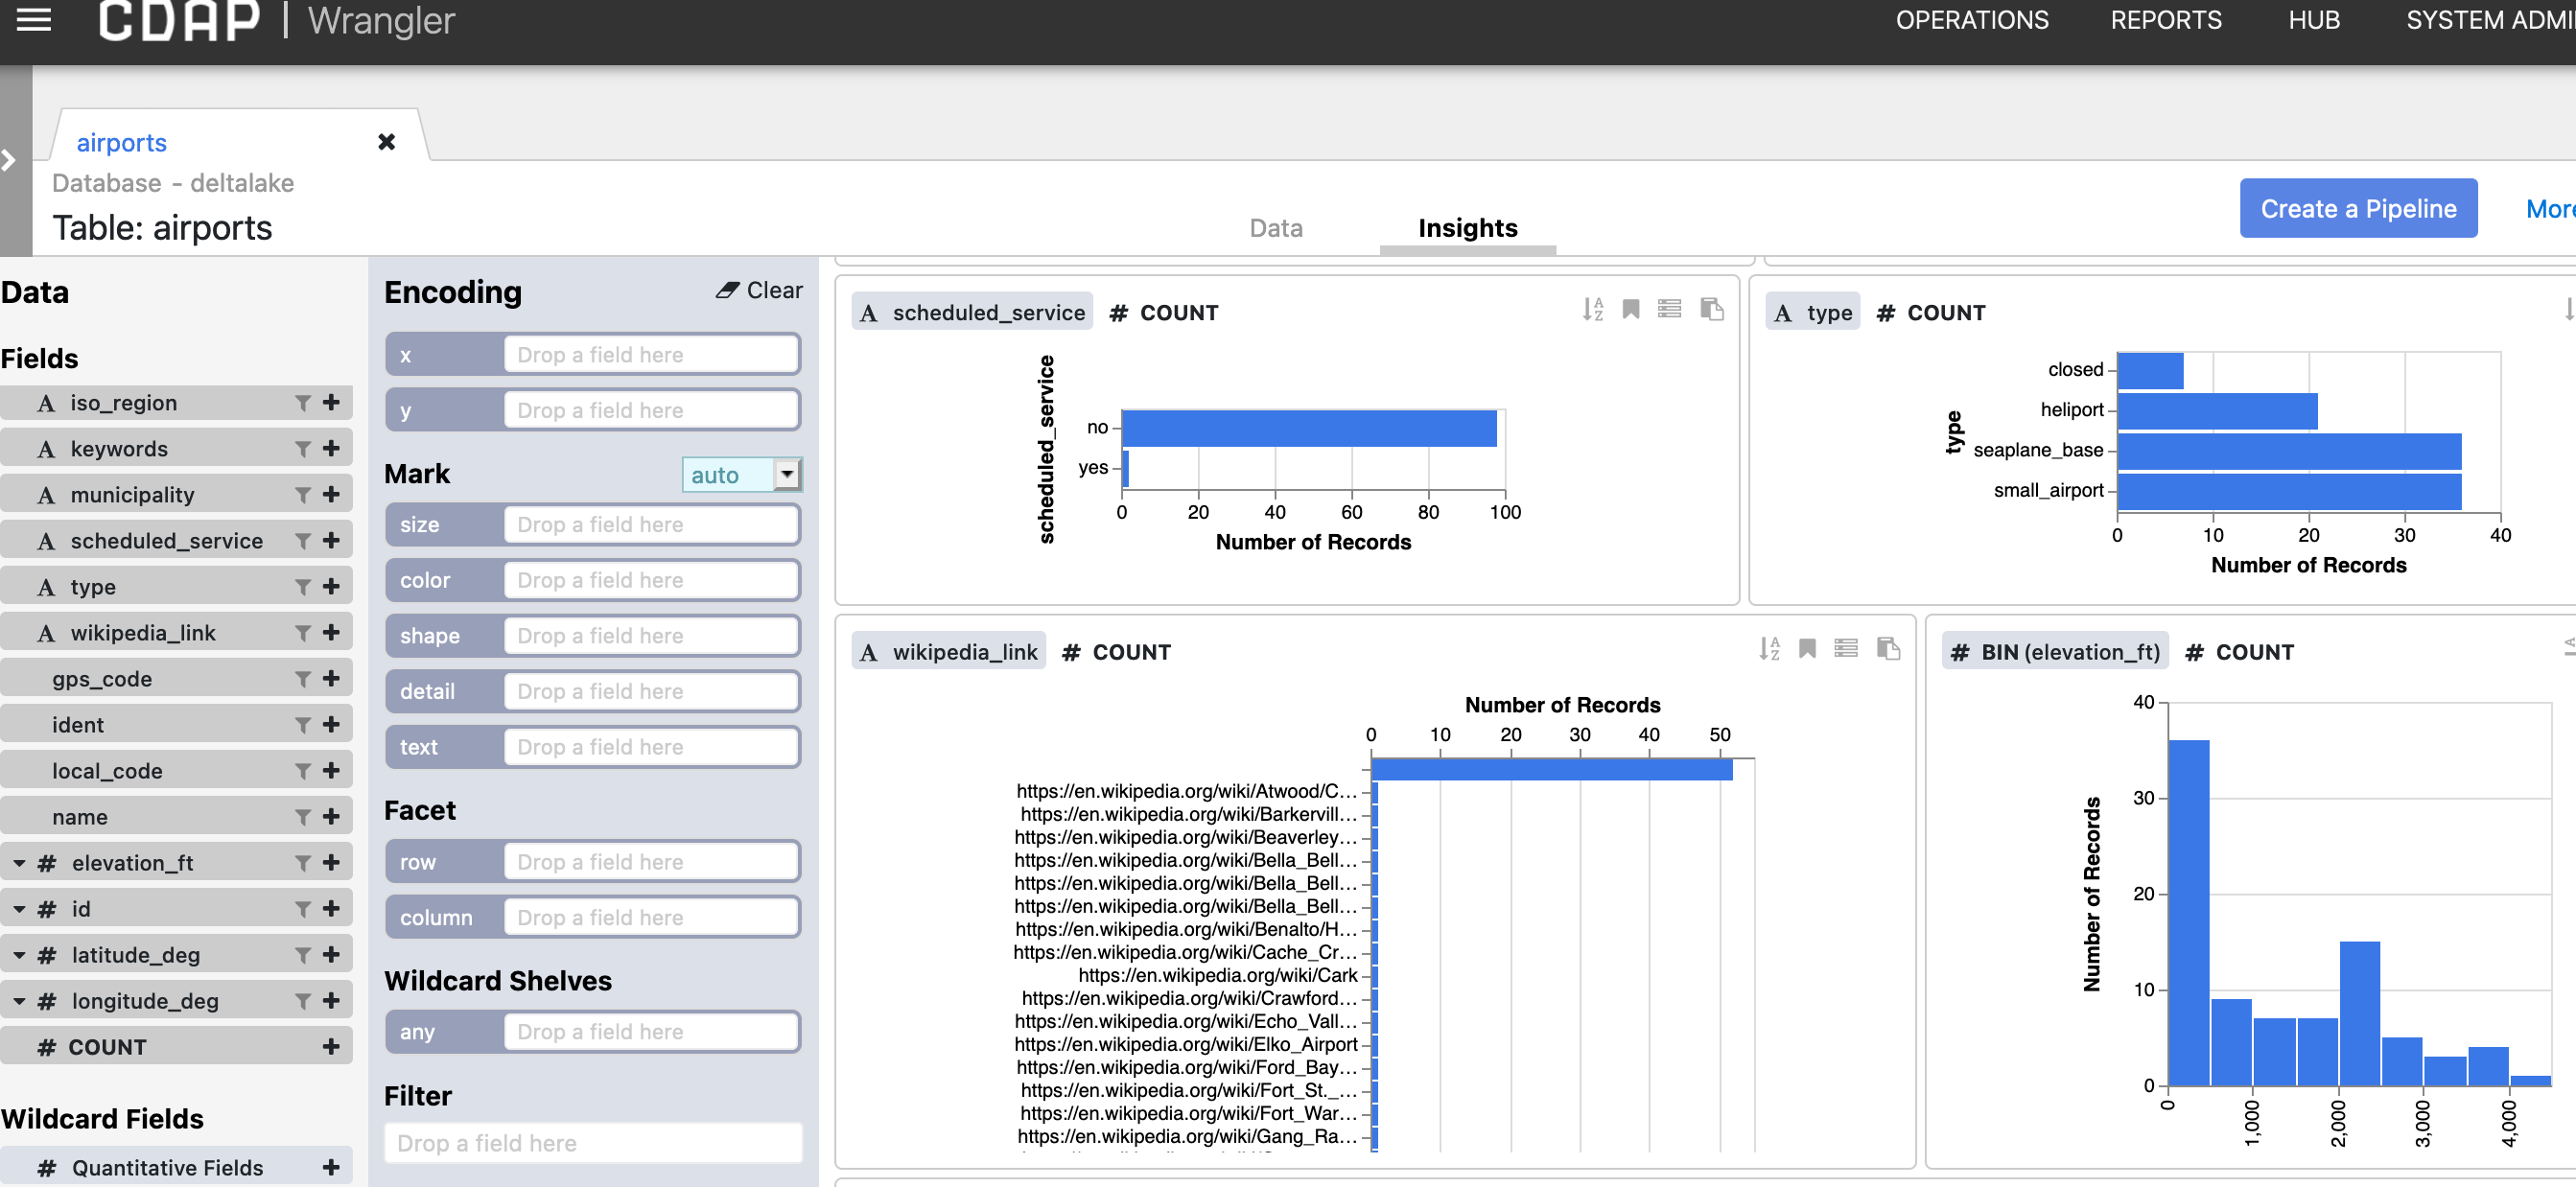 CDAP | Wrangler
OPERATIONS REPORTS HUB SYSTEM
airports
Database - deltalake
Table: airports
Data Insights
Create a Pipeline
Data
Fields
A iso_region
A keywords
A municipality
A scheduled_service
A type
A wikipedia_link
gps_code
ident
local_code
name
# elevation_ft
# id
# latitude_deg
# longitude_deg
# COUNT
Wildcard Fields
# Quantitative Fields
Encoding Clear
x Drop a field here
y Drop a field here
Mark auto
size Drop a field here
color Drop a field here
shape Drop a field here
detail Drop a field here
text Drop a field here
Facet
row Drop a field here
column Drop a field here
Wildcard Shelves
any Drop a field here
Filter
Drop a field here
A scheduled_service # COUNT
scheduled_service
no
yes
0 20 40 60 80 100
Number of Records
A type # COUNT
type
closed
heliport
seaplane_base
small_airport
0 10 20 30 40
Number of Records
A wikipedia_link # COUNT
Number of Records
0 10 20 30 40 50
https://en.wikipedia.org/wiki/Atwood/C...
https://en.wikipedia.org/wiki/Barkervill...
https://en.wikipedia.org/wiki/Beaverley...
https://en.wikipedia.org/wiki/Bella_Bell...
https://en.wikipedia.org/wiki/Bella_Bell...
https://en.wikipedia.org/wiki/Bella_Bell...
https://en.wikipedia.org/wiki/Benalto/H...
https://en.wikipedia.org/wiki/Cache_Cr...
https://en.wikipedia.org/wiki/Cark
https://en.wikipedia.org/wiki/Crawford...
https://en.wikipedia.org/wiki/Echo_Vall...
https://en.wikipedia.org/wiki/Elko_Airport
https://en.wikipedia.org/wiki/Ford_Bay...
https://en.wikipedia.org/wiki/Fort_St._...
https://en.wikipedia.org/wiki/Fort_War...
https://en.wikipedia.org/wiki/Gang_Ra...
# BIN (elevation_ft) # COUNT
Number of Records
40
30
20
10
0
0 1,000 2,000 3,000 4,000